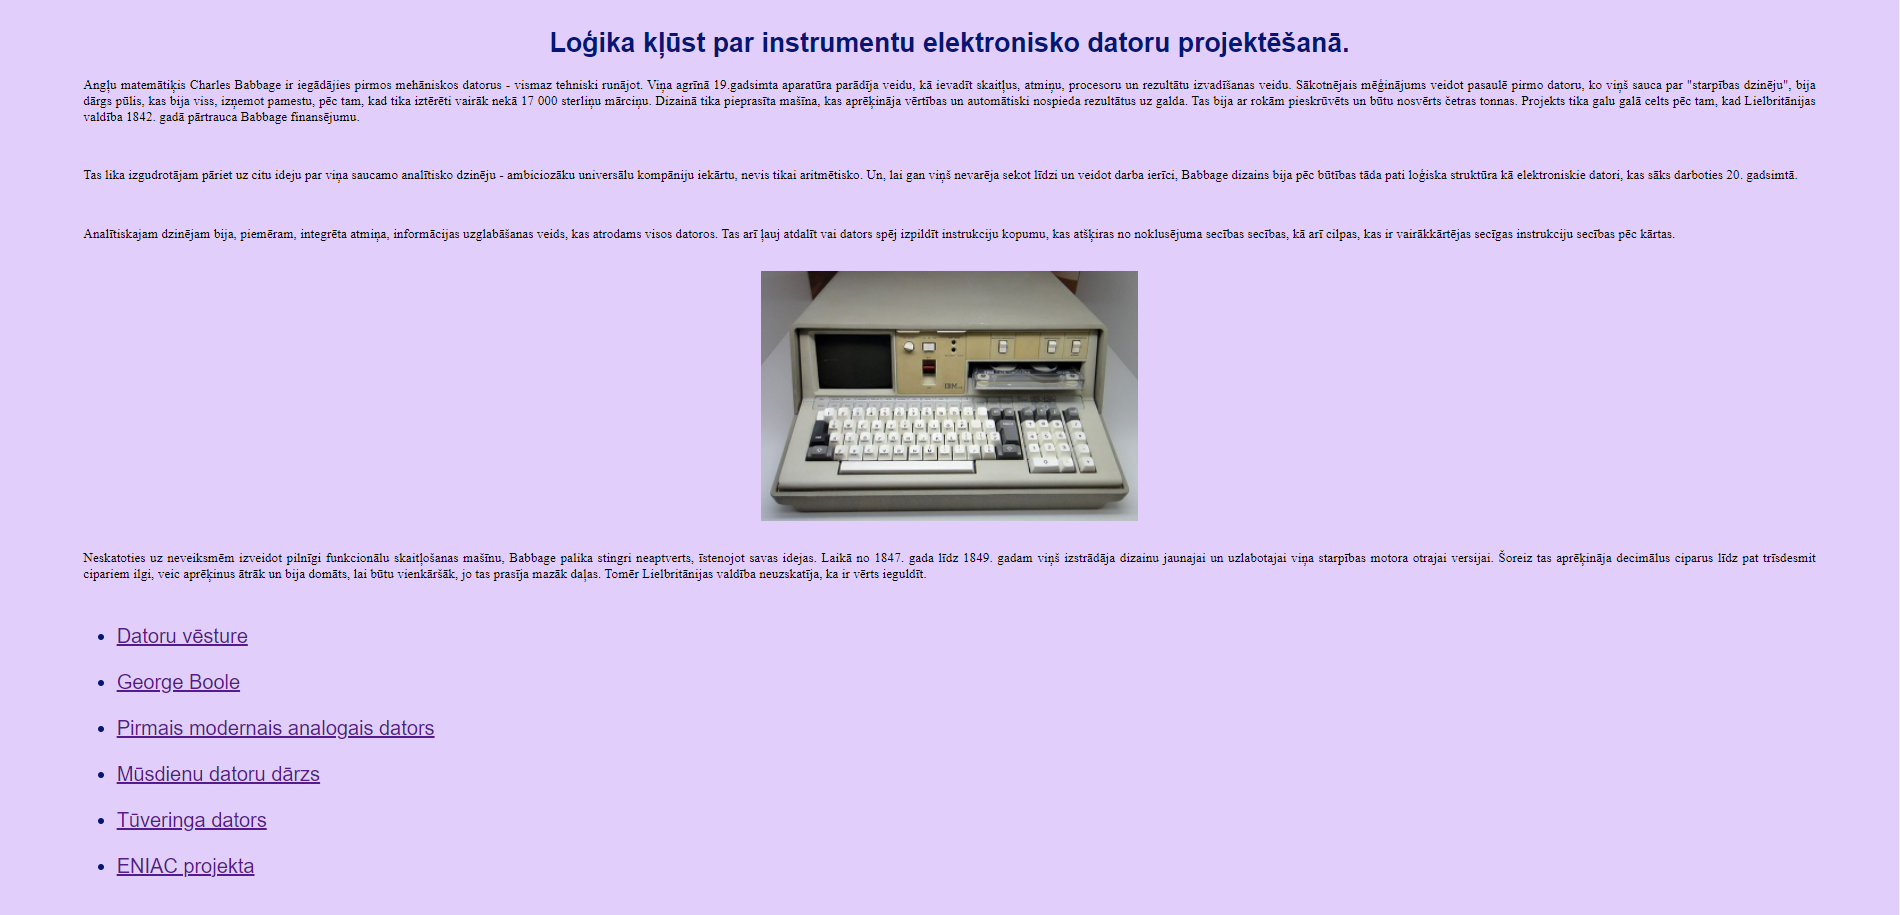 Loģika kļūst par instrumentu elektronisko datoru projektēšanā.
Angļu matemātiķis Charles Babbage ir iegādājies pirmos mehāniskos datorus - vismaz tehniski runājot. Viņa agrīnā 19.gadsimta aparatūra parādīja veidu, kā ievadīt skaitļus, atmiņu, procesoru un rezultātu izvadīšanas veidu. Sākotnējais mēģinājums veidot pasaulē pirmo datoru, ko viņš sauca par "starpības dzinēju", bija
dārgs pūlis, kas bija viss, izņemot pamestu, pēc tam, kad tika iztērēti vairāk nekā 17 000 sterliņu mārciņu. Dizainā tika pieprasīta mašīna, kas aprēķināja vērtības un automātiski nospieda rezultātus uz galda. Tas bija ar rokām pieskrūvēts un būtu nosvērts četras tonnas. Projekts tika galu galā celts pēc tam, kad Lielbritānijas
valdība 1842. gadā pārtrauca Babbage finansējumu.
Tas lika izgudrotājam pāriet uz citu ideju par viņa saucamo analītisko dzinēju - ambiciozāku universālu kompāniju iekārtu, nevis tikai aritmētisko. Un, lai gan viņš nevarēja sekot līdzi un veidot darba ierīci, Babbage dizains bija pēc būtības tāda pati loģiska struktūra kā elektroniskie datori, kas sāks darboties 20. gadsimtā.
Analītiskajam dzinējam bija, piemēram, integrēta atmiņa, informācijas uzglabāšanas veids, kas atrodams visos datoros. Tas arī ļauj atdalīt vai dators spēj izpildīt instrukciju kopumu, kas atšķiras no noklusējuma secības secības, kā arī cilpas, kas ir vairākkārtējas secīgas instrukciju secības pēc kārtas.
IBM
Neskatoties uz neveiksmēm izveidot pilnīgi funkcionālu skaitļošanas mašīnu, Babbage palika stingri neaptverts, īstenojot savas idejas. Laikā no 1847. gada līdz 1849. gadam viņš izstrādāja dizainu jaunajai un uzlabotajai viņa starpības motora otrajai versijai. Šoreiz tas aprēķināja decimālus ciparus līdz pat trīsdesmit
cipariem ilgi, veic aprēķinus ātrāk un bija domāts, lai būtu vienkāršāk, jo tas prasīja mazāk daļas. Tomēr Lielbritānijas valdība neuzskatīja, ka ir vērts ieguldīt.
Datoru vēsture
George Boole
Pirmais modernais analogais dators
Mūsdienu datoru dārzs
Tūveringa dators
ENIAC projekta